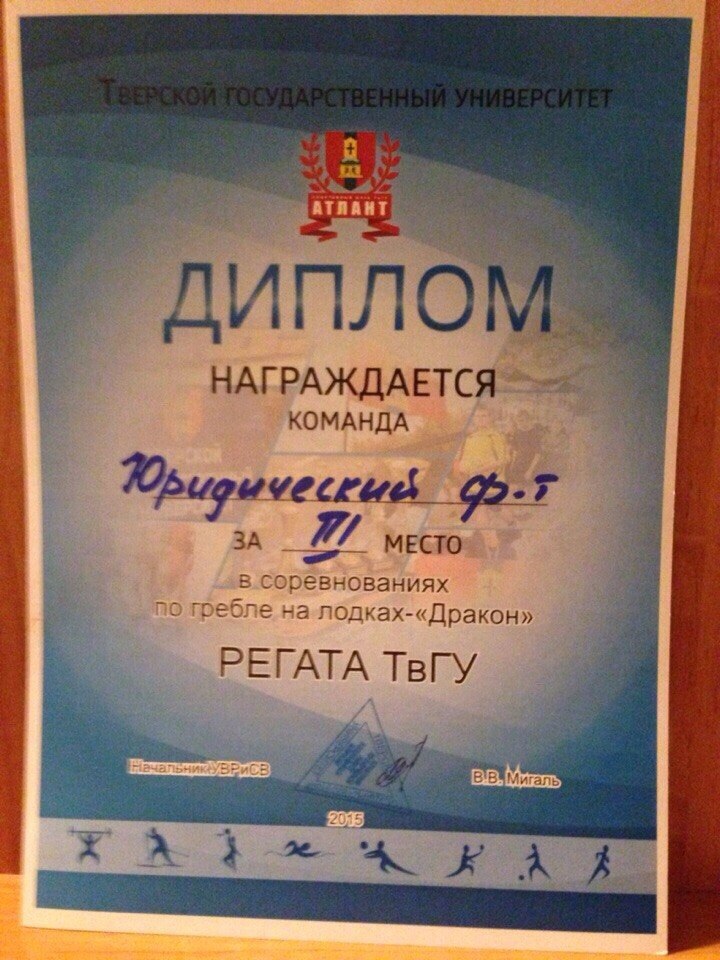 Тверской государственный университет
АТЛАНТ
ДИПЛОМ
НАГРАЖДАЕТСЯ
КОМАНДА
Юридический ф-т
ЗА III МЕСТО
в соревнованиях
по гребле на лодках-«Дракон»
РЕГАТА ТвГУ
Начальник УВРиСВ
В.В. Мигаль
2015